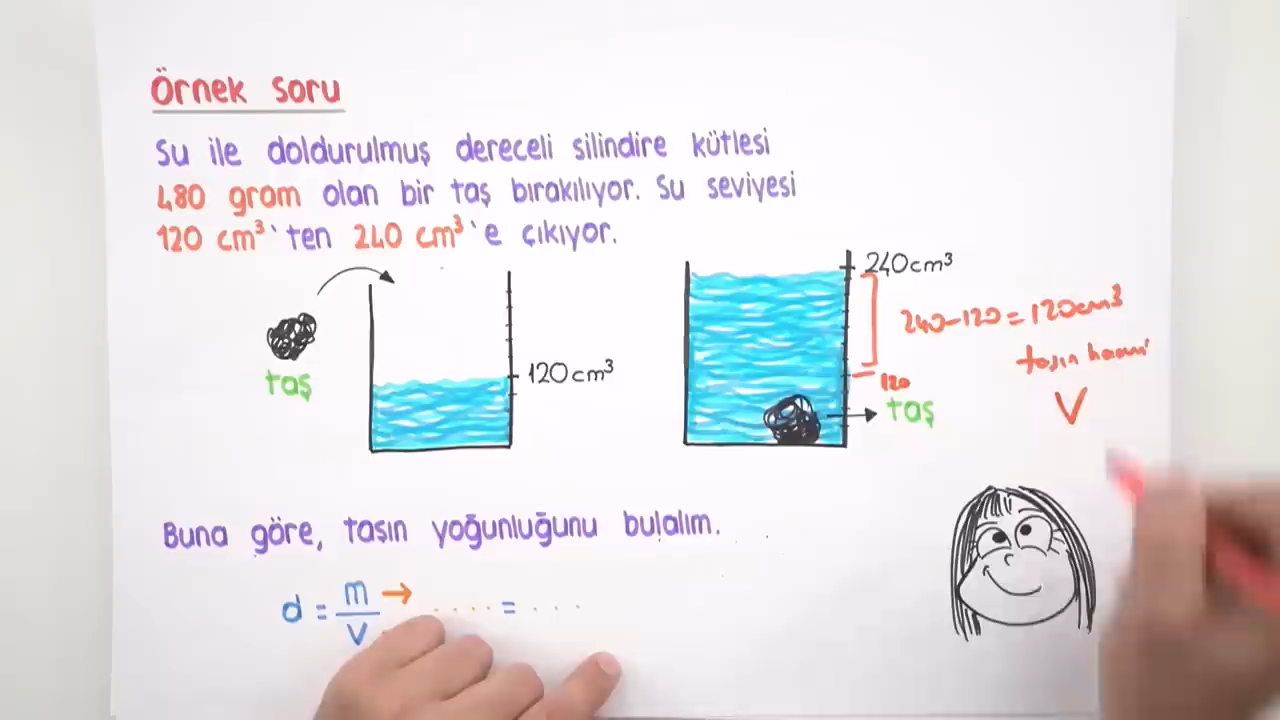 Örnek soru
Su ile doldurulmuş dereceli silindire kütlesi
480 gram olan bir taş bırakılıyor. Su seviyesi
120 cm³'ten 240 cm³'e çıkıyor.
240cm³
240-120=120cm³
taşın hacmi
120cm³
120
taş
taş
V
Buna göre, taşın yoğunluğunu bulalım.
d = m/v → .... = ...